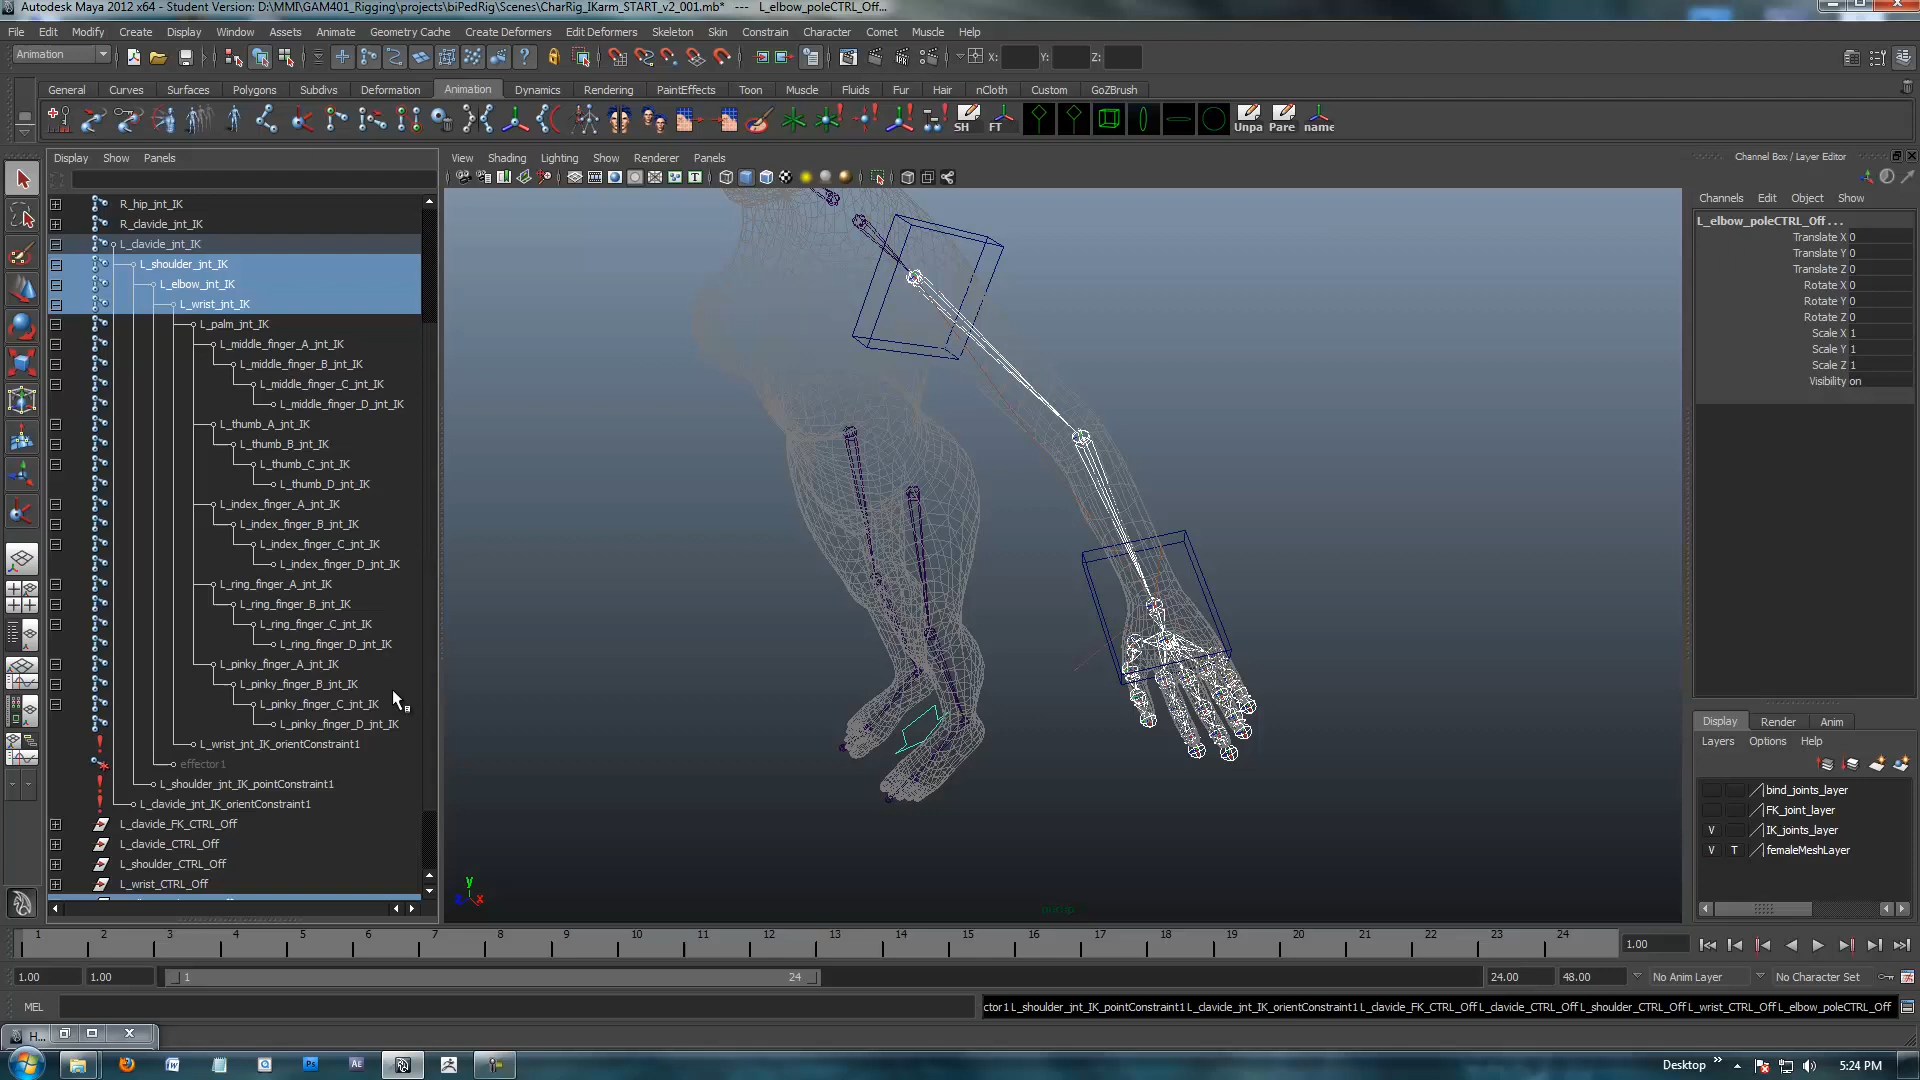 Autodesk Maya 2012 x64 - Student Version: D:\MMI\GAM401_Rigging\projects\biPedRig\Scenes\CharRig_IKarm_START_v2_001.mb* --- L_elbow_poleCTRL_Off...
File Edit Modify Create Display Window Assets Animate Geometry Cache Create Deformers Edit Deformers Skeleton Skin Constrain Character Comet Muscle Help
Animation X: Y: Z:
General Curves Surfaces Polygons Subdivs Deformation Animation Dynamics Rendering PaintEffects Toon Muscle Fluids Fur Hair nCloth Custom GoZBrush
SH FT Unpa Pare name
Display Show Panels
View Shading Lighting Show Renderer Panels
Channel Box / Layer Editor
Channels Edit Object Show
R_hip_jnt_IK
R_clavicle_jnt_IK
L_clavicle_jnt_IK
L_shoulder_jnt_IK
L_elbow_jnt_IK
L_wrist_jnt_IK
L_palm_jnt_IK
L_middle_finger_A_jnt_IK
L_middle_finger_B_jnt_IK
L_middle_finger_C_jnt_IK
L_middle_finger_D_jnt_IK
L_thumb_A_jnt_IK
L_thumb_B_jnt_IK
L_thumb_C_jnt_IK
L_thumb_D_jnt_IK
L_index_finger_A_jnt_IK
L_index_finger_B_jnt_IK
L_index_finger_C_jnt_IK
L_index_finger_D_jnt_IK
L_ring_finger_A_jnt_IK
L_ring_finger_B_jnt_IK
L_ring_finger_C_jnt_IK
L_ring_finger_D_jnt_IK
L_pinky_finger_A_jnt_IK
L_pinky_finger_B_jnt_IK
L_pinky_finger_C_jnt_IK
L_pinky_finger_D_jnt_IK
L_wrist_jnt_IK_orientConstraint1
effector1
L_shoulder_jnt_IK_pointConstraint1
L_clavicle_jnt_IK_orientConstraint1
L_clavicle_FK_CTRL_Off
L_clavicle_CTRL_Off
L_shoulder_CTRL_Off
L_wrist_CTRL_Off
y
z x
persp
L_elbow_poleCTRL_Off ...
Translate X 0
Translate Y 0
Translate Z 0
Rotate X 0
Rotate Y 0
Rotate Z 0
Scale X 1
Scale Y 1
Scale Z 1
Visibility on
Display Render Anim
Layers Options Help
bind_joints_layer
FK_joint_layer
V IK_joints_layer
V T femaleMeshLayer
1 2 3 4 5 6 7 8 9 10 11 12 13 14 15 16 17 18 19 20 21 22 23 24 1.00
1.00 1.00 1 24 24.00 48.00 No Anim Layer No Character Set
MEL ctor1 L_shoulder_jnt_IK_pointConstraint1 L_clavicle_jnt_IK_orientConstraint1 L_clavicle_FK_CTRL_Off L_clavicle_CTRL_Off L_shoulder_CTRL_Off L_wrist_CTRL_Off L_elbow_poleCTRL_Off
H...
Ps Ae Desktop 5:24 PM